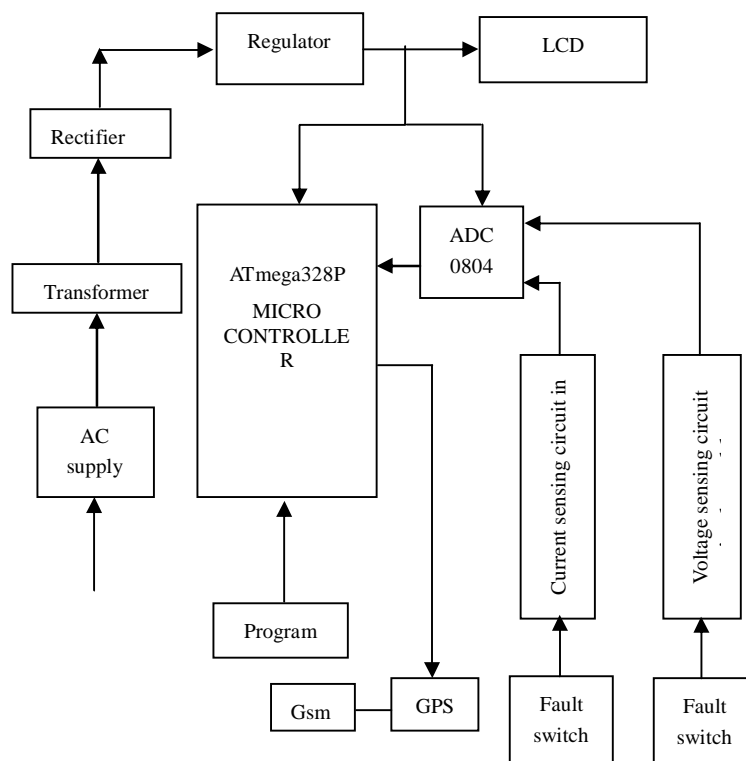 Regulator
LCD
Rectifier
ADC
0804
ATmega328P
MICRO
CONTROLLE
R
Transformer
Current sensing circuit in
Voltage sensing circuit
AC
supply
Program
Gsm
GPS
Fault
switch
Fault
switch